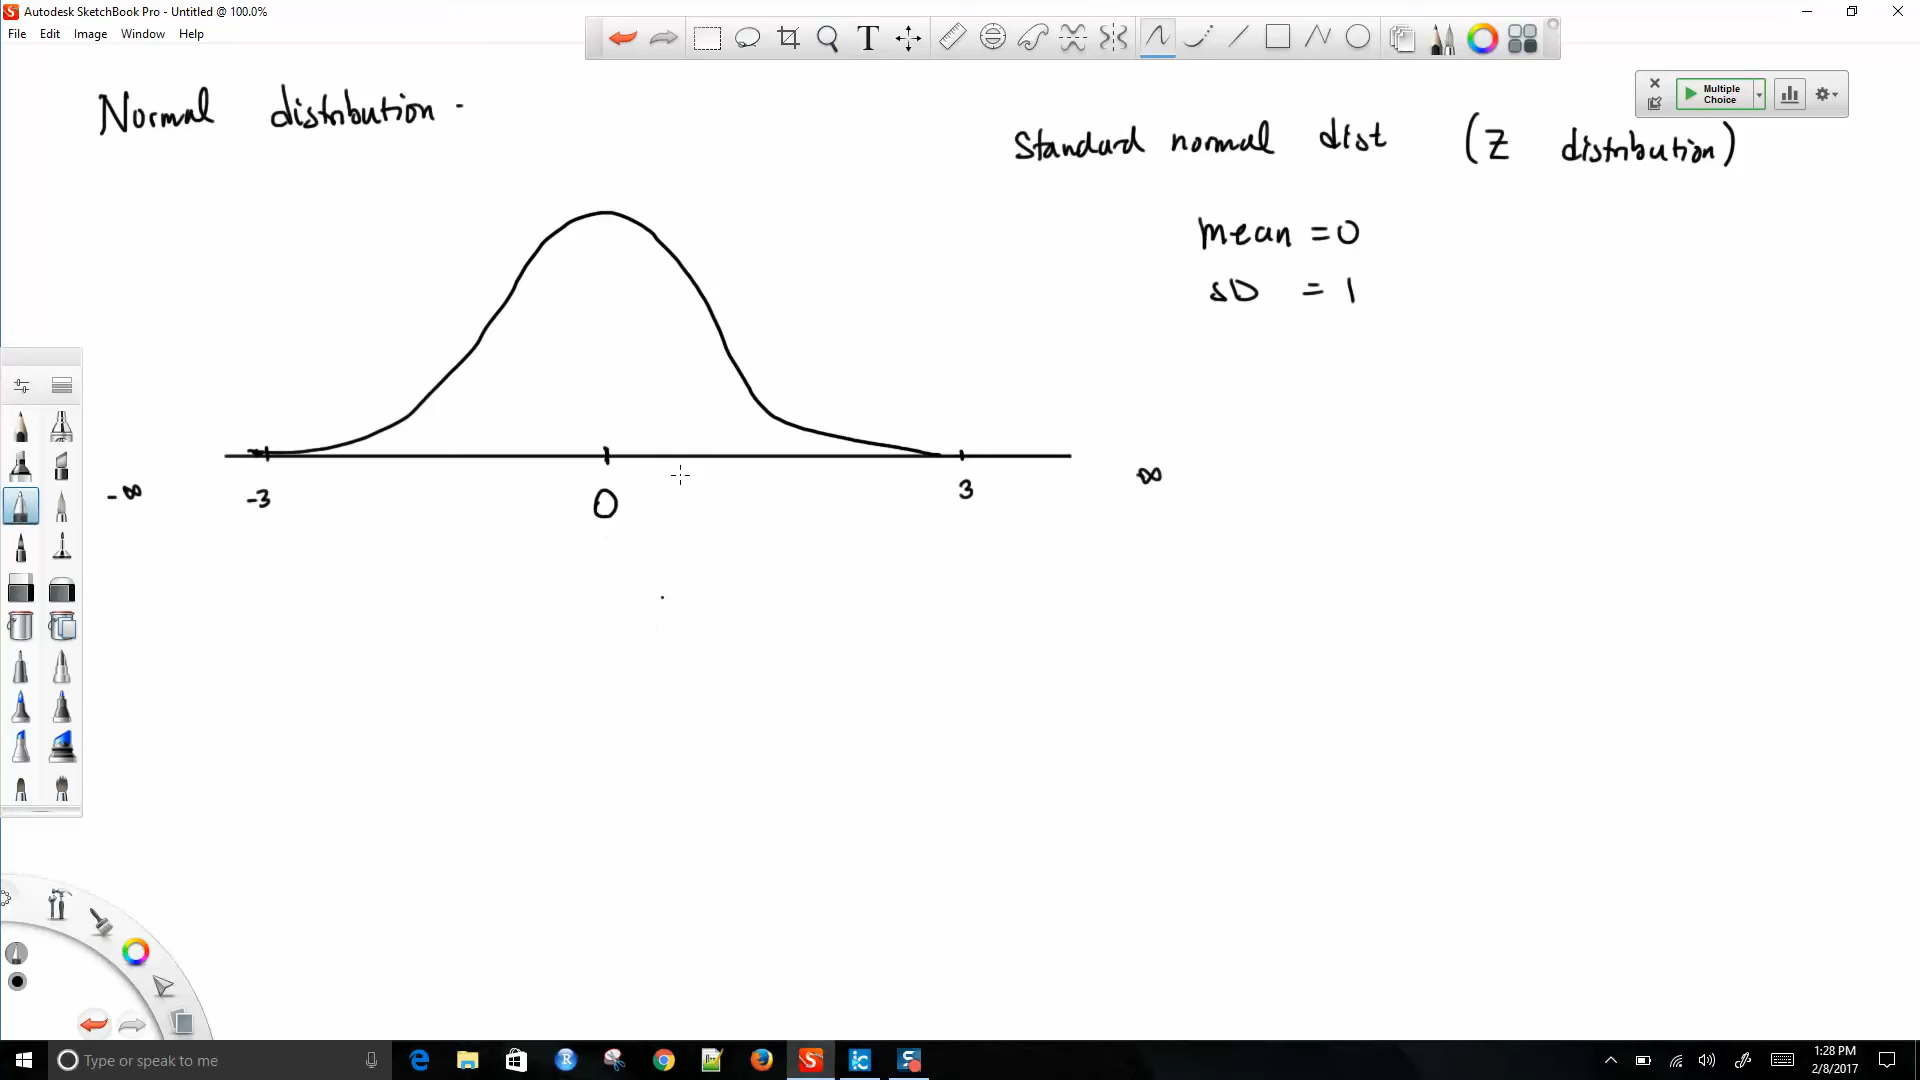 Autodesk SketchBook Pro - Untitled @ 100.0%
File Edit Image Window Help
T
Multiple
Choice
Normal distribution -
Standard normal dist (Z distribution)
mean = 0
SD = 1
-∞ -3 0 3 ∞
Type or speak to me
1:28 PM
2/8/2017